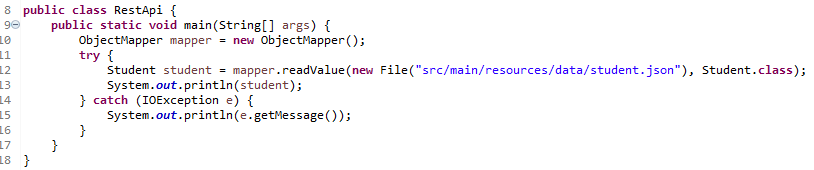 8 public class RestApi {
9 public static void main(String[] args) {
10 ObjectMapper mapper = new ObjectMapper();
11 try {
12 Student student = mapper.readValue(new File("src/main/resources/data/student.json"), Student.class);
13 System.out.println(student);
14 } catch (IOException e) {
15 System.out.println(e.getMessage());
16 }
17 }
18 }